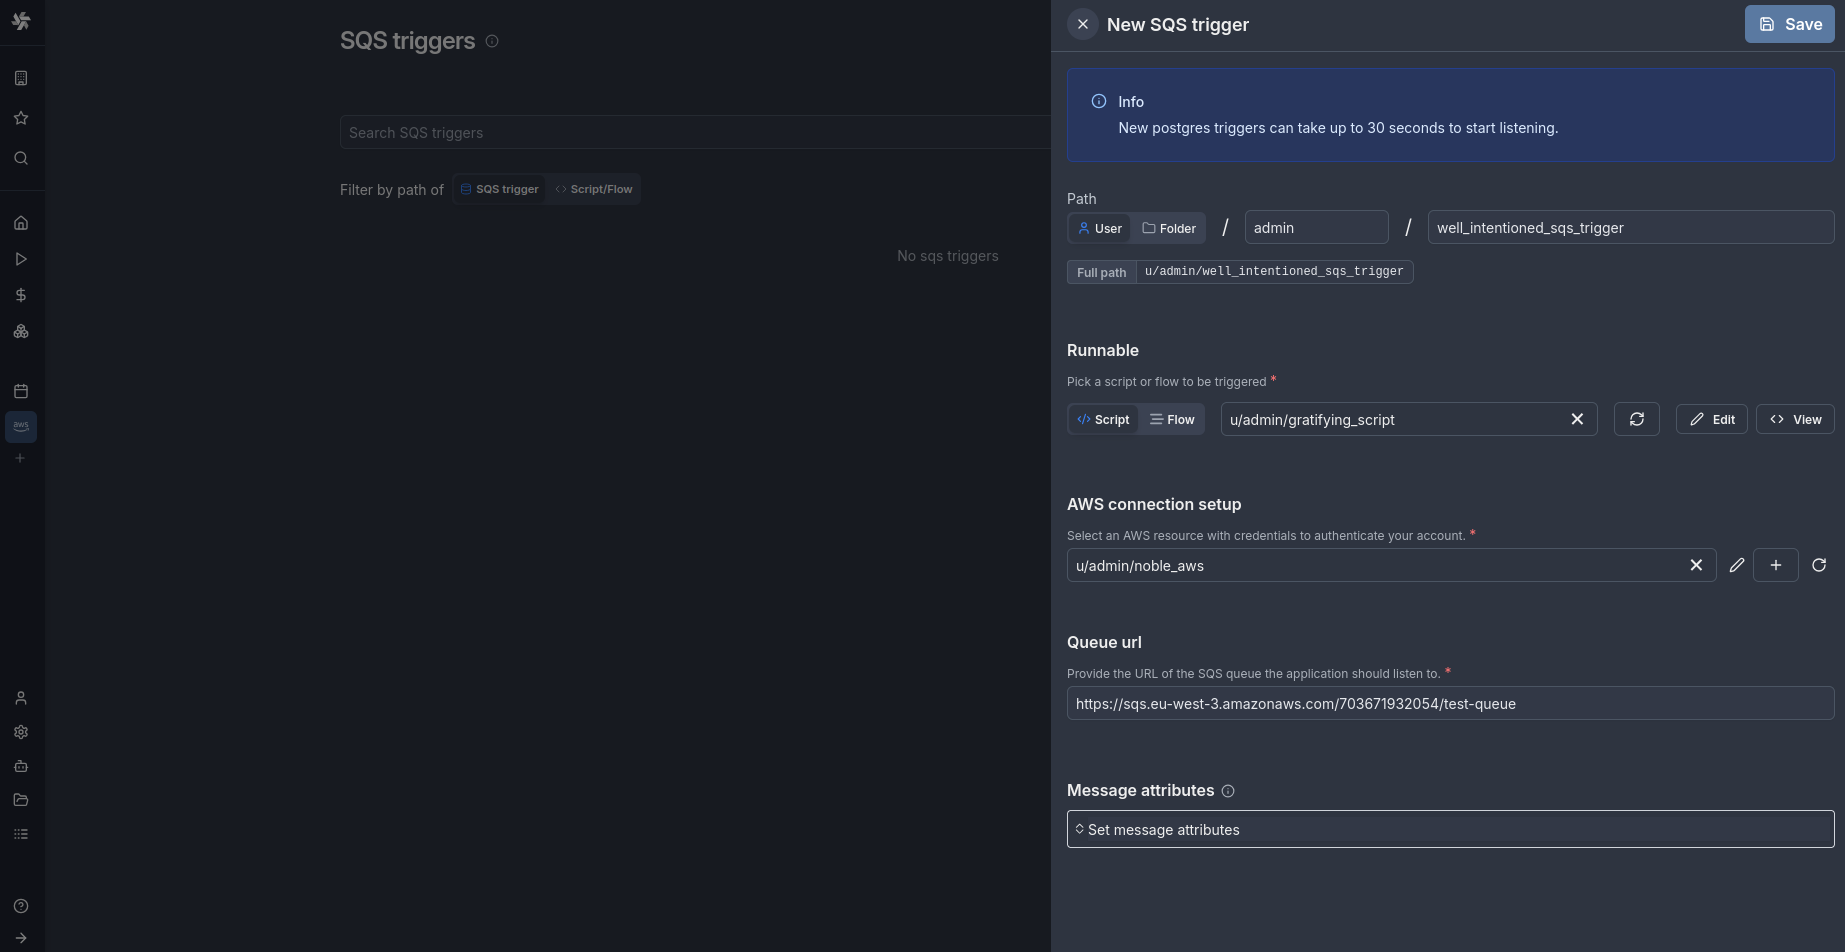 New SQS trigger
Save
SQS triggers
Info
New postgres triggers can take up to 30 seconds to start listening.
Search SQS triggers
Filter by path of SQS trigger Script/Flow
No sqs triggers
Path
User Folder / admin / well_intentioned_sqs_trigger
Full path u/admin/well_intentioned_sqs_trigger
Runnable
Pick a script or flow to be triggered *
Script Flow u/admin/gratifying_script Edit View
aws
AWS connection setup
Select an AWS resource with credentials to authenticate your account. *
u/admin/noble_aws
Queue url
Provide the URL of the SQS queue the application should listen to. *
https://sqs.eu-west-3.amazonaws.com/703671932054/test-queue
Message attributes
Set message attributes